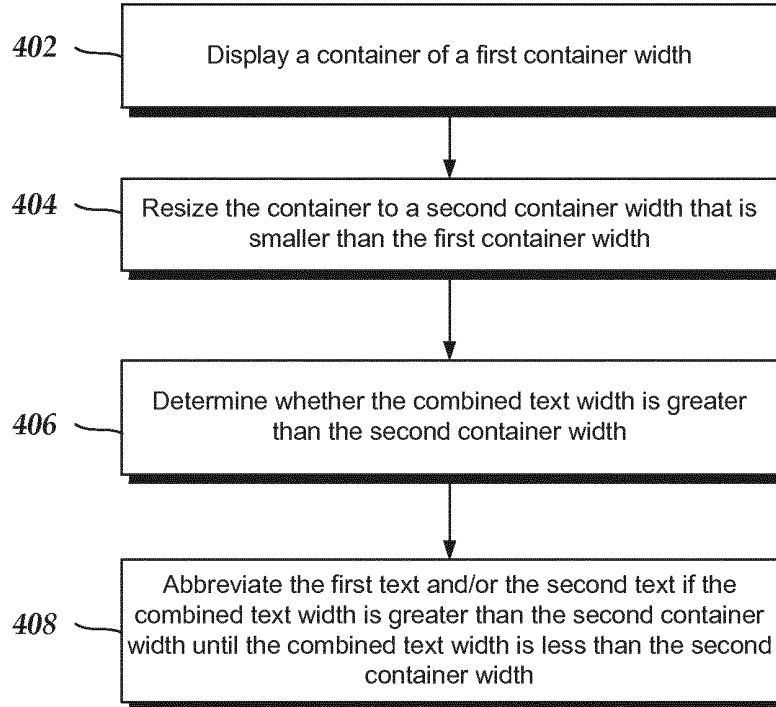 402
Display a container of a first container width
404
Resize the container to a second container width that is
smaller than the first container width
406
Determine whether the combined text width is greater
than the second container width
408
Abbreviate the first text and/or the second text if the
combined text width is greater than the second container
width until the combined text width is less than the second
container width